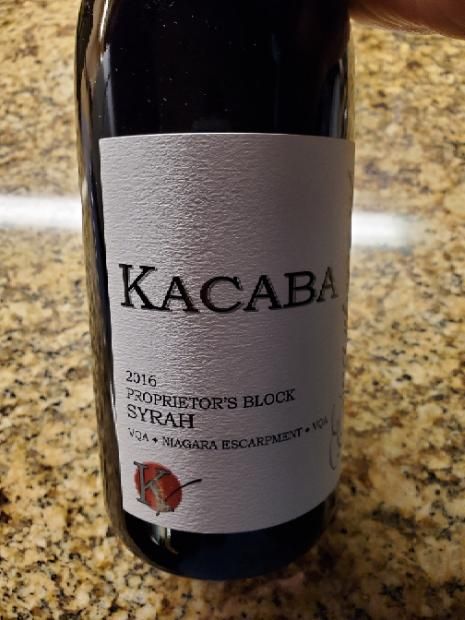 KACABA
2016
PROPRIETOR'S BLOCK
SYRAH
VQA • NIAGARA ESCARPMENT • VQA
K